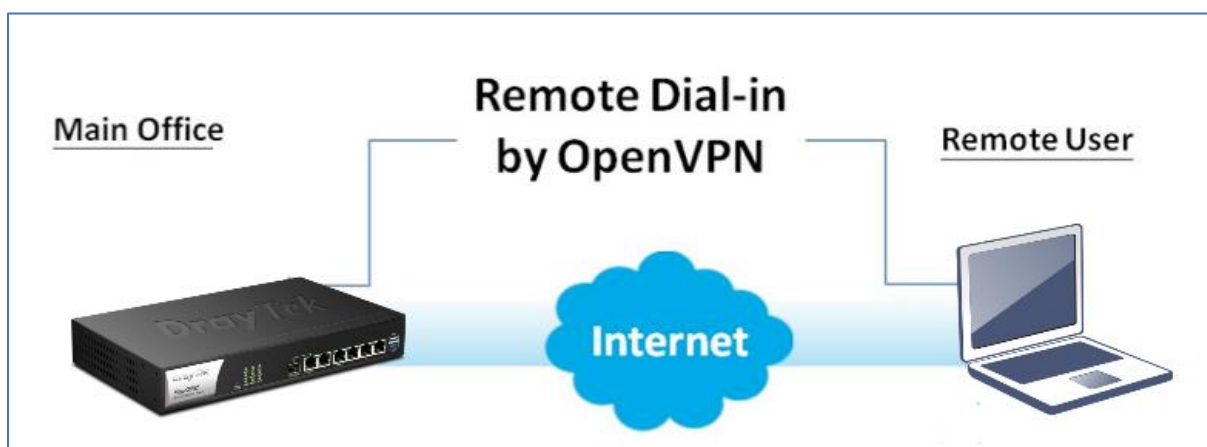 Remote Dial-in
by OpenVPN
Main Office
Remote User
DrayTek
Internet